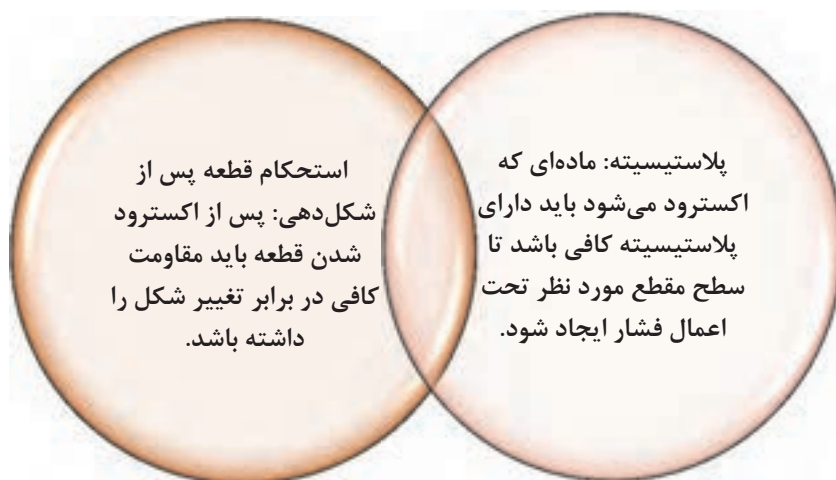 پلاستیسیته: ماده‌ای که
اکسترود می‌شود باید دارای
پلاستیسیته کافی باشد تا
سطح مقطع مورد نظر تحت
اعمال فشار ایجاد شود.
استحکام قطعه پس از
شکل‌دهی: پس از اکسترود
شدن قطعه باید مقاومت
کافی در برابر تغییر شکل را
داشته باشد.